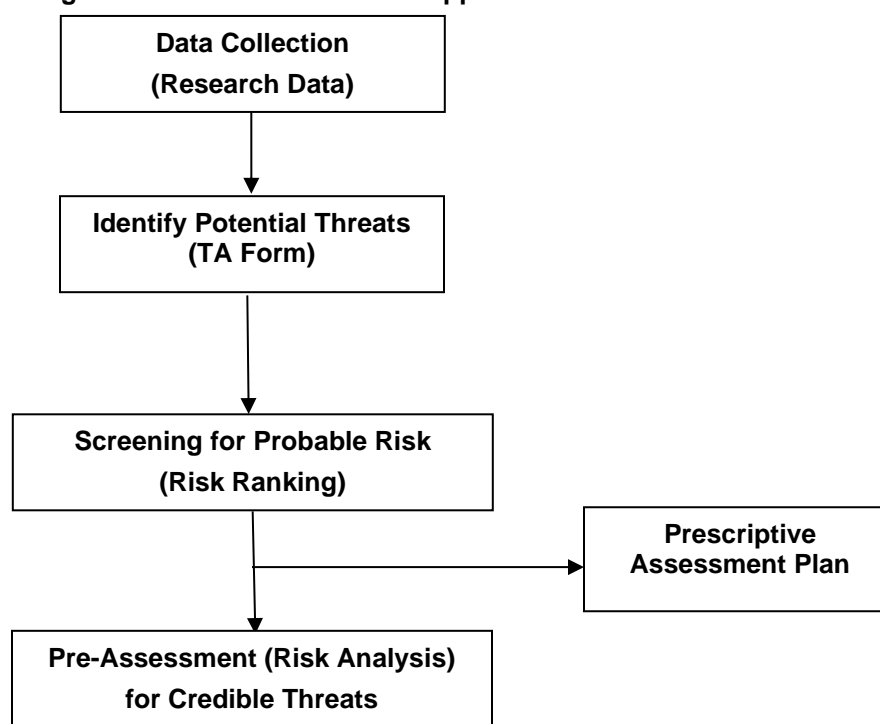 Data Collection
(Research Data)
Identify Potential Threats
(TA Form)
Screening for Probable Risk
(Risk Ranking)
Prescriptive
Assessment Plan
Pre-Assessment (Risk Analysis)
for Credible Threats